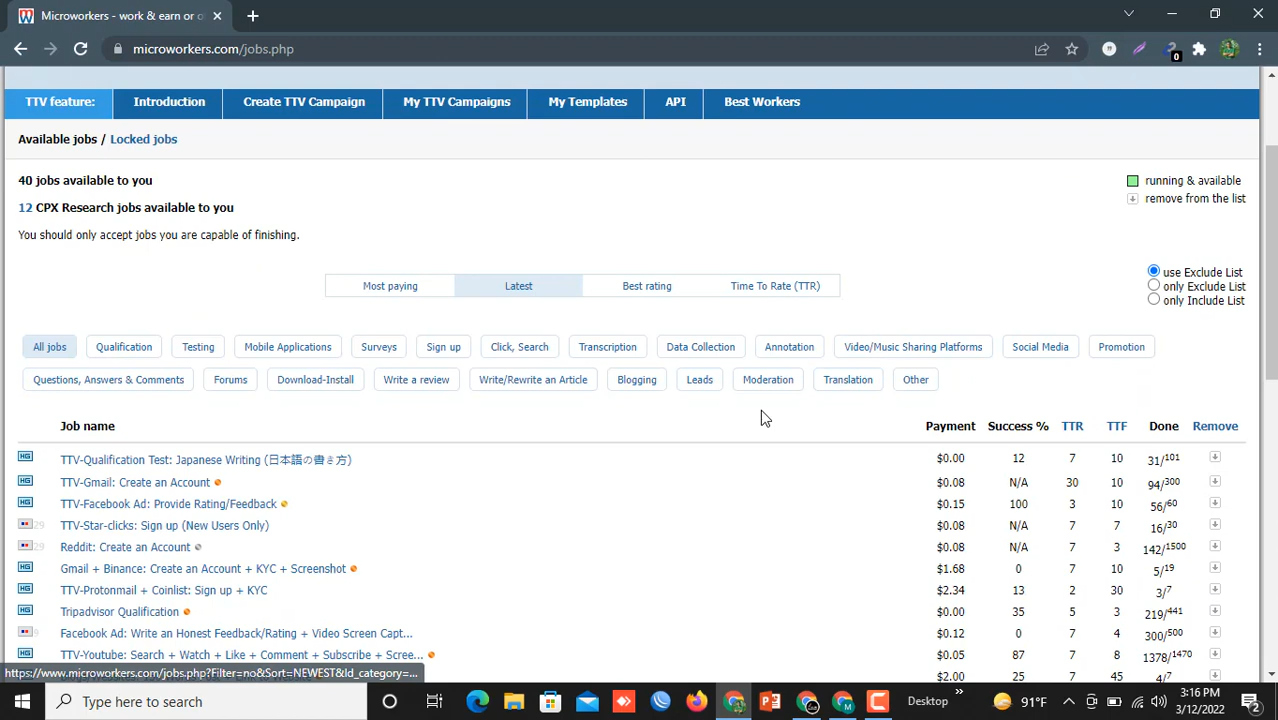 Microworkers - work & earn or o
microworkers.com/jobs.php
0
TTV feature: Introduction Create TTV Campaign My TTV Campaigns My Templates API Best Workers
Available jobs / Locked jobs
40 jobs available to you
running & available
12 CPX Research jobs available to you
remove from the list
You should only accept jobs you are capable of finishing.
use Exclude List
Most paying Latest Best rating Time To Rate (TTR)
only Exclude List
only Include List
All jobs Qualification Testing Mobile Applications Surveys Sign up Click, Search Transcription Data Collection Annotation Video/Music Sharing Platforms Social Media Promotion
Questions, Answers & Comments Forums Download-Install Write a review Write/Rewrite an Article Blogging Leads Moderation Translation Other
Job name Payment Success % TTR TTF Done Remove
HG TTV-Qualification Test: Japanese Writing (日本語の書き方) $0.00 12 7 10 31/101
HG TTV-Gmail: Create an Account $0.08 N/A 30 10 94/300
HG TTV-Facebook Ad: Provide Rating/Feedback $0.15 100 3 10 56/60
29 TTV-Star-clicks: Sign up (New Users Only) $0.08 N/A 7 7 16/30
29 Reddit: Create an Account $0.08 N/A 7 3 142/1500
HG Gmail + Binance: Create an Account + KYC + Screenshot $1.68 0 7 10 5/19
HG TTV-Protonmail + Coinlist: Sign up + KYC $2.34 13 2 30 3/7
HG Tripadvisor Qualification $0.00 35 5 3 219/441
9 Facebook Ad: Write an Honest Feedback/Rating + Video Screen Capt... $0.12 0 7 4 300/500
HG TTV-Youtube: Search + Watch + Like + Comment + Subscribe + Scree... $0.05 87 7 8 1378/1470
https://www.microworkers.com/jobs.php?Filter=no&Sort=NEWEST&Id_category=...
$2.00 25 7 45 4/7
Type here to search
Desktop
91°F
3:16 PM
3/12/2022
2